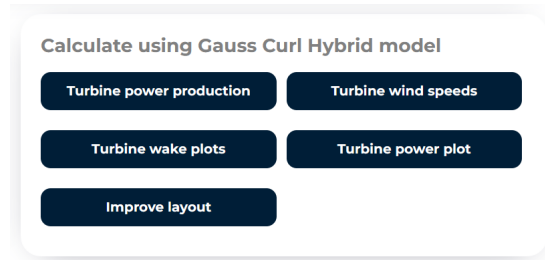 Calculate using Gauss Curl Hybrid model
Turbine power production
Turbine wind speeds
Turbine wake plots
Turbine power plot
Improve layout